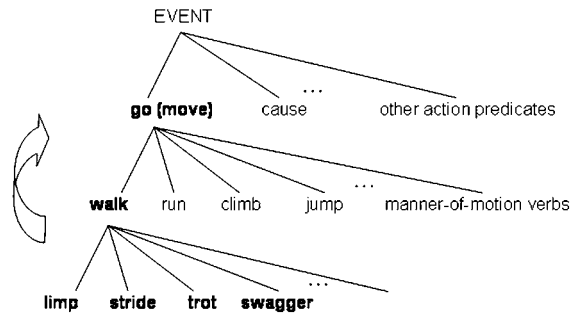 EVENT
go (move) cause ... other action predicates
walk run climb jump ... manner-of-motion verbs
limp stride trot swagger ...